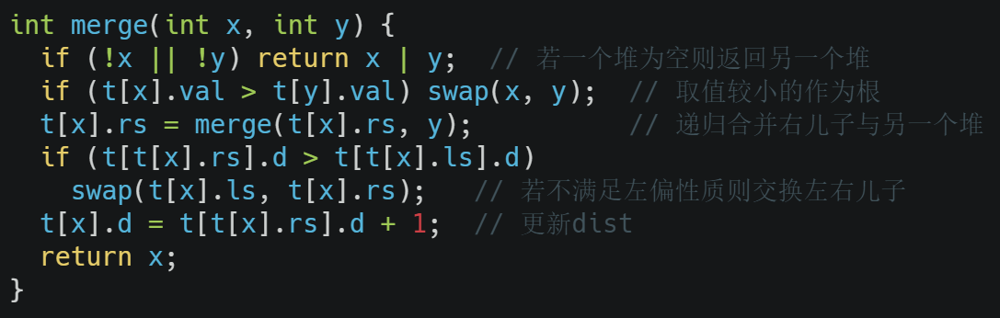 int merge(int x, int y) {
  if (!x || !y) return x | y;  // 若一个堆为空则返回另一个堆
  if (t[x].val > t[y].val) swap(x, y);  // 取值较小的作为根
  t[x].rs = merge(t[x].rs, y);          // 递归合并右儿子与另一个堆
  if (t[t[x].rs].d > t[t[x].ls].d)
    swap(t[x].ls, t[x].rs);   // 若不满足左偏性质则交换左右儿子
  t[x].d = t[t[x].rs].d + 1;  // 更新dist
  return x;
}